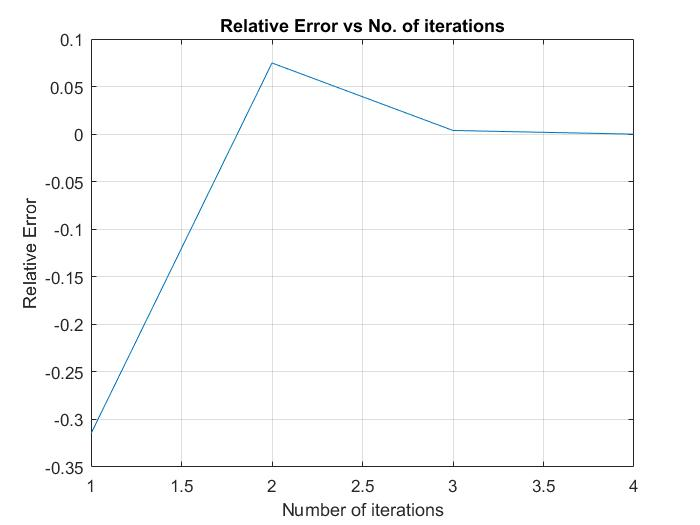 Relative Error vs No. of iterations
0.1
0.05
0
-0.05
-0.1
-0.15
-0.2
-0.25
-0.3
-0.35
Relative Error
1 1.5 2 2.5 3 3.5 4
Number of iterations